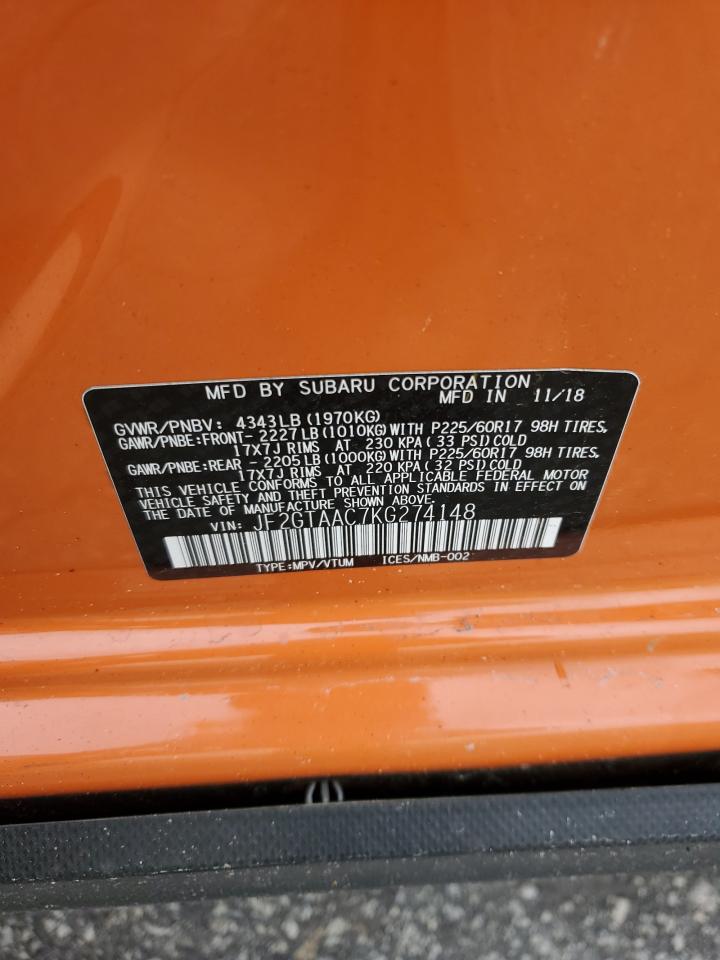 MFD BY SUBARU CORPORATION
MFD IN 11/18
GVWR/PNBV: 4343LB(1970KG)
GAWR/PNBE:FRONT- 2227LB(1010KG)WITH P225/60R17 98H TIRES,
17X7J RIMS AT 230 KPA( 33 PSI)COLD
GAWR/PNBE:REAR - 2205LB(1000KG)WITH P225/60R17 98H TIRES,
17X7J RIMS AT 220 KPA( 32 PSI)COLD
THIS VEHICLE CONFORMS TO ALL APPLICABLE FEDERAL MOTOR
VEHICLE SAFETY AND THEFT PREVENTION STANDARDS IN EFFECT ON
THE DATE OF MANUFACTURE SHOWN ABOVE.
VIN: JF2GTAAC7KG274148
TYPE:MPV/VTUM ICES/NMB-002